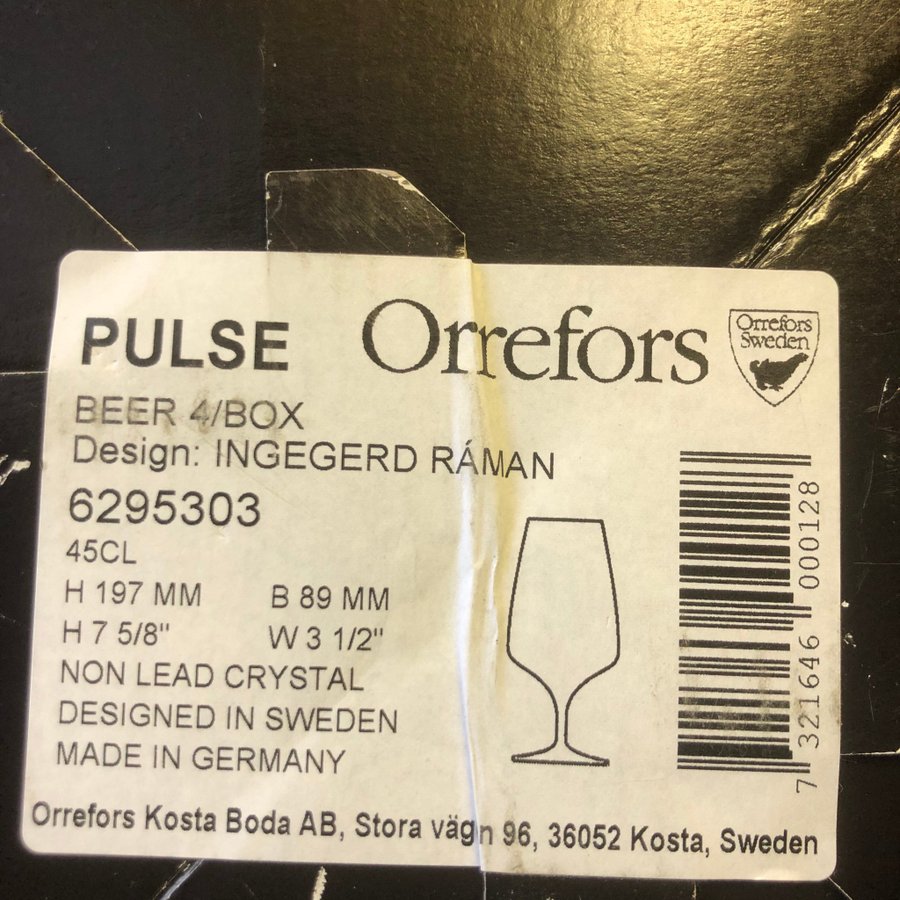 PULSE
Orrefors
Orrefors
Sweden
BEER 4/BOX
Design: INGEGERD RÁMAN
6295303
45CL
H 197 MM B 89 MM
H 7 5/8" W 3 1/2"
NON LEAD CRYSTAL
DESIGNED IN SWEDEN
MADE IN GERMANY
7 321646 000128
Orrefors Kosta Boda AB, Stora vägn 96, 36052 Kosta, Sweden